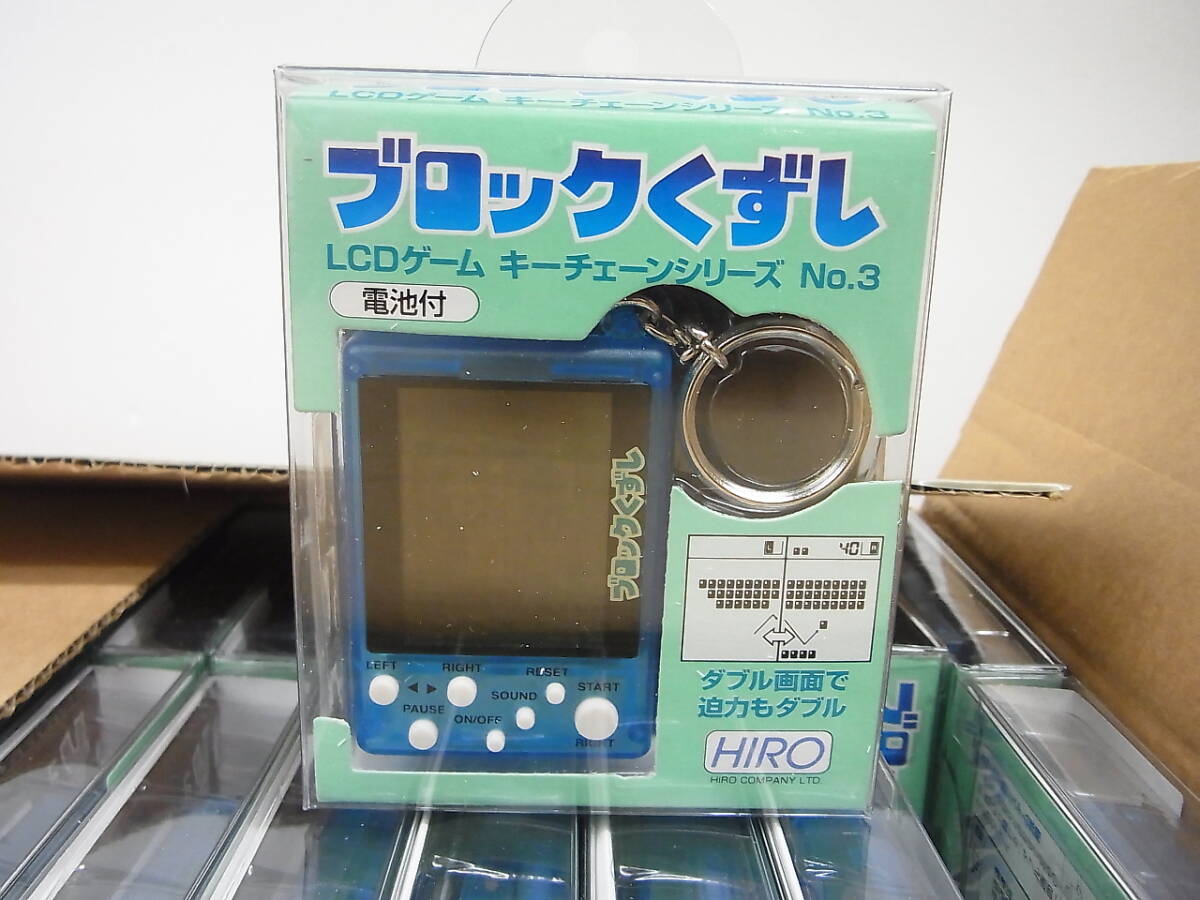 LCDゲーム キーチェーンシリーズ No.3
ブロックくずし
LCDゲーム キーチェーンシリーズ No.3
電池付
ブロックくずし
L
40
R
LEFT
RIGHT
RESET
SOUND
START
PAUSE
ON/OFF
RIGHT
ダブル画面で
迫力もダブル
HIRO
HIRO COMPANY LTD.